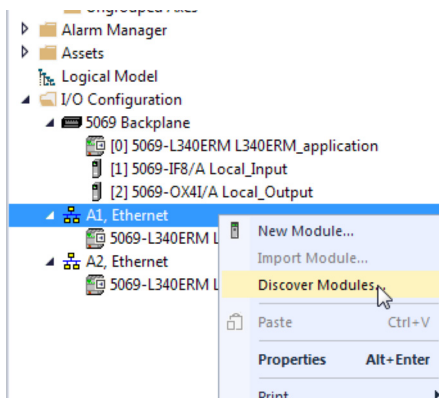 Alarm Manager
Assets
Logical Model
I/O Configuration
5069 Backplane
[0] 5069-L340ERM L340ERM_application
[1] 5069-IF8/A Local_Input
[2] 5069-OX4I/A Local_Output
A1, Ethernet
5069-L340ERM L
A2, Ethernet
5069-L340ERM L
New Module...
Import Module...
Discover Modules...
Paste Ctrl+V
Properties Alt+Enter
Print